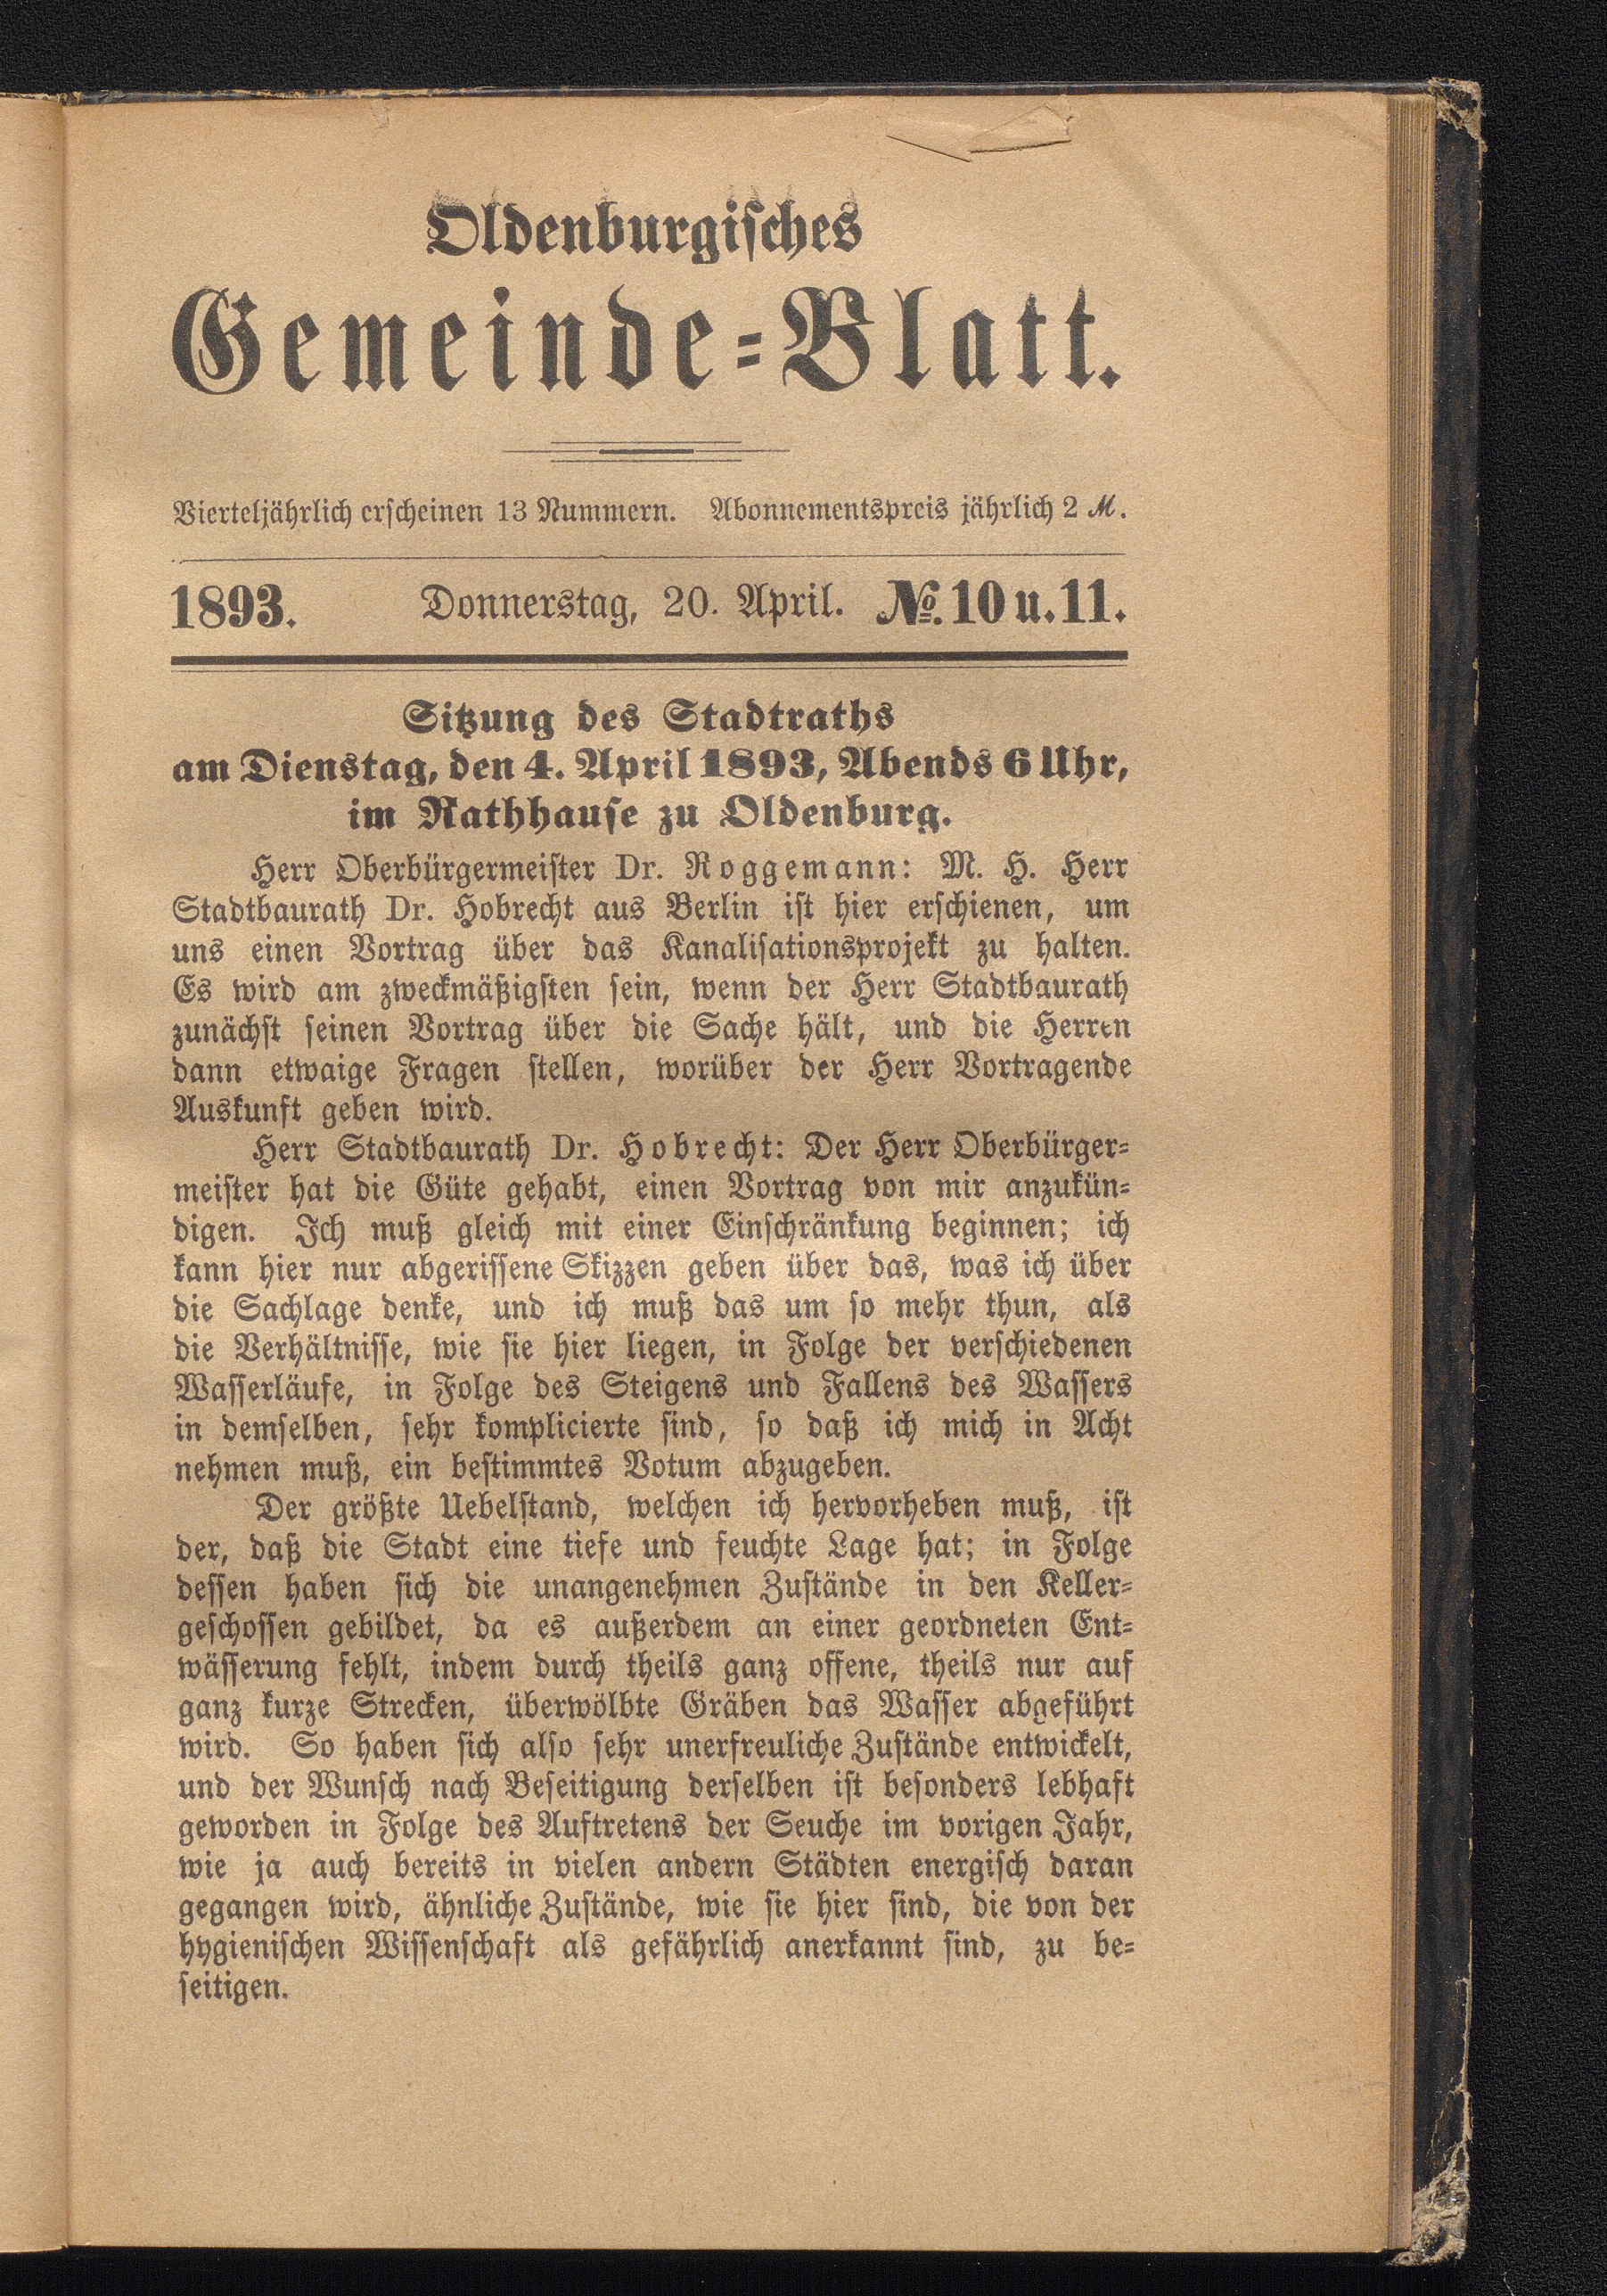 Oldenburgisches
Gemeinde-Blatt.
Vierteljährlich erscheinen 13 Nummern. Abonnementspreis jährlich 2 M.
1893. Donnerstag, 20. April. No. 10 u. 11.
Sitzung des Stadtraths
am Dienstag, den 4. April 1893, Abends 6 Uhr,
im Rathhause zu Oldenburg.
Herr Oberbürgermeister Dr. Roggemann: M. H. Herr
Stadtbaurath Dr. Hobrecht aus Berlin ist hier erschienen, um
uns einen Vortrag über das Kanalisationsprojekt zu halten.
Es wird am zweckmäßigsten sein, wenn der Herr Stadtbaurath
zunächst seinen Vortrag über die Sache hält, und die Herren
dann etwaige Fragen stellen, worüber der Herr Vortragende
Auskunft geben wird.
Herr Stadtbaurath Dr. Hobrecht: Der Herr Oberbürger-
meister hat die Güte gehabt, einen Vortrag von mir anzukün-
digen. Ich muß gleich mit einer Einschränkung beginnen; ich
kann hier nur abgerissene Skizzen geben über das, was ich über
die Sachlage denke, und ich muß das um so mehr thun, als
die Verhältnisse, wie sie hier liegen, in Folge der verschiedenen
Wasserläufe, in Folge des Steigens und Fallens des Wassers
in demselben, sehr komplicierte sind, so daß ich mich in Acht
nehmen muß, ein bestimmtes Votum abzugeben.
Der größte Uebelstand, welchen ich hervorheben muß, ist
der, daß die Stadt eine tiefe und feuchte Lage hat; in Folge
dessen haben sich die unangenehmen Zustände in den Keller-
geschossen gebildet, da es außerdem an einer geordneten Ent-
wässerung fehlt, indem durch theils ganz offene, theils nur auf
ganz kurze Strecken, überwölbte Gräben das Wasser abgeführt
wird. So haben sich also sehr unerfreuliche Zustände entwickelt,
und der Wunsch nach Beseitigung derselben ist besonders lebhaft
geworden in Folge des Auftretens der Seuche im vorigen Jahr,
wie ja auch bereits in vielen andern Städten energisch daran
gegangen wird, ähnliche Zustände, wie sie hier sind, die von der
hygienischen Wissenschaft als gefährlich anerkannt sind, zu be-
seitigen.